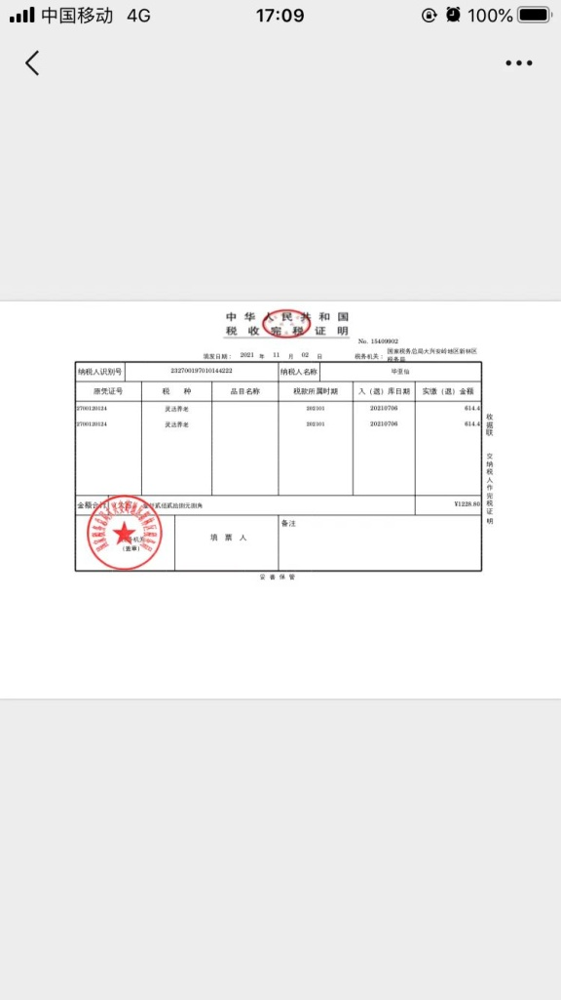 中国移动 4G 17:09 100%
中华人民共和国
税收完税证明
No. 15409902
填发日期: 2021 年 11 月 02 日 税务机关: 国家税务总局大兴安岭地区新林区税务局
纳税人识别号 232700197010144222 纳税人名称 毕亚仙
原凭证号 税 种 品目名称 税款所属时期 入（退）库日期 实缴（退）金额
2700120124 灵活养老 202101 20210706 614.4
2700120124 灵活养老 202101 20210706 614.4
金额合计 仟贰佰贰拾捌元捌角 ¥1228.80
税务机关
（盖章）
填 票 人
备注
妥 善 保 管
收据联
交纳税人作完税证明